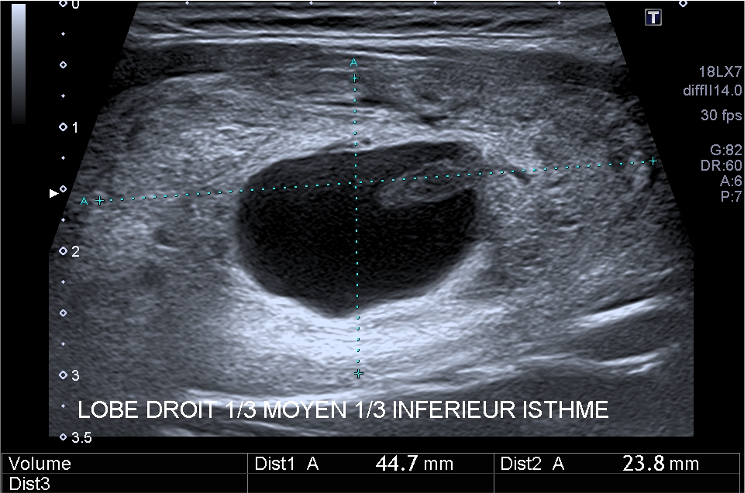 0
T
18LX7
diffII14.0
30 fps
G:82
DR:60
A:6
P:7
A
1
A
2
3
LOBE DROIT 1/3 MOYEN 1/3 INFERIEUR ISTHME
3.5
Volume Dist1 A 44.7 mm Dist2 A 23.8 mm
Dist3